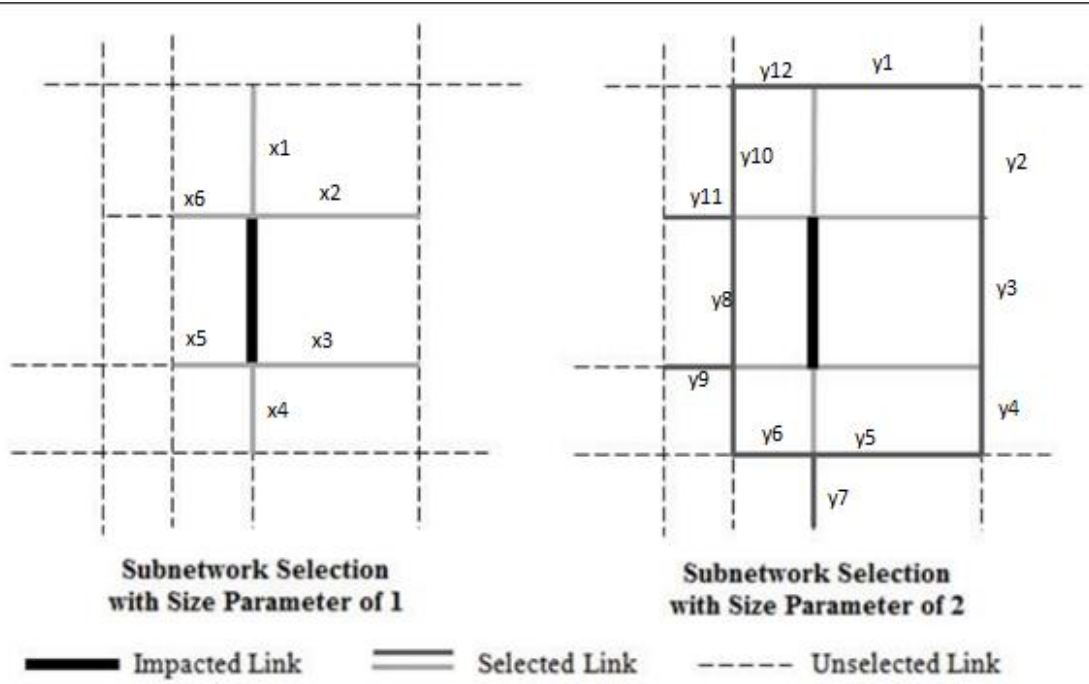 x1
x2
x6
x5
x3
x4
Subnetwork Selection
with Size Parameter of 1
y12
y1
y10
y2
y11
y8
y3
y9
y4
y6
y5
y7
Subnetwork Selection
with Size Parameter of 2
Impacted Link
Selected Link
Unselected Link